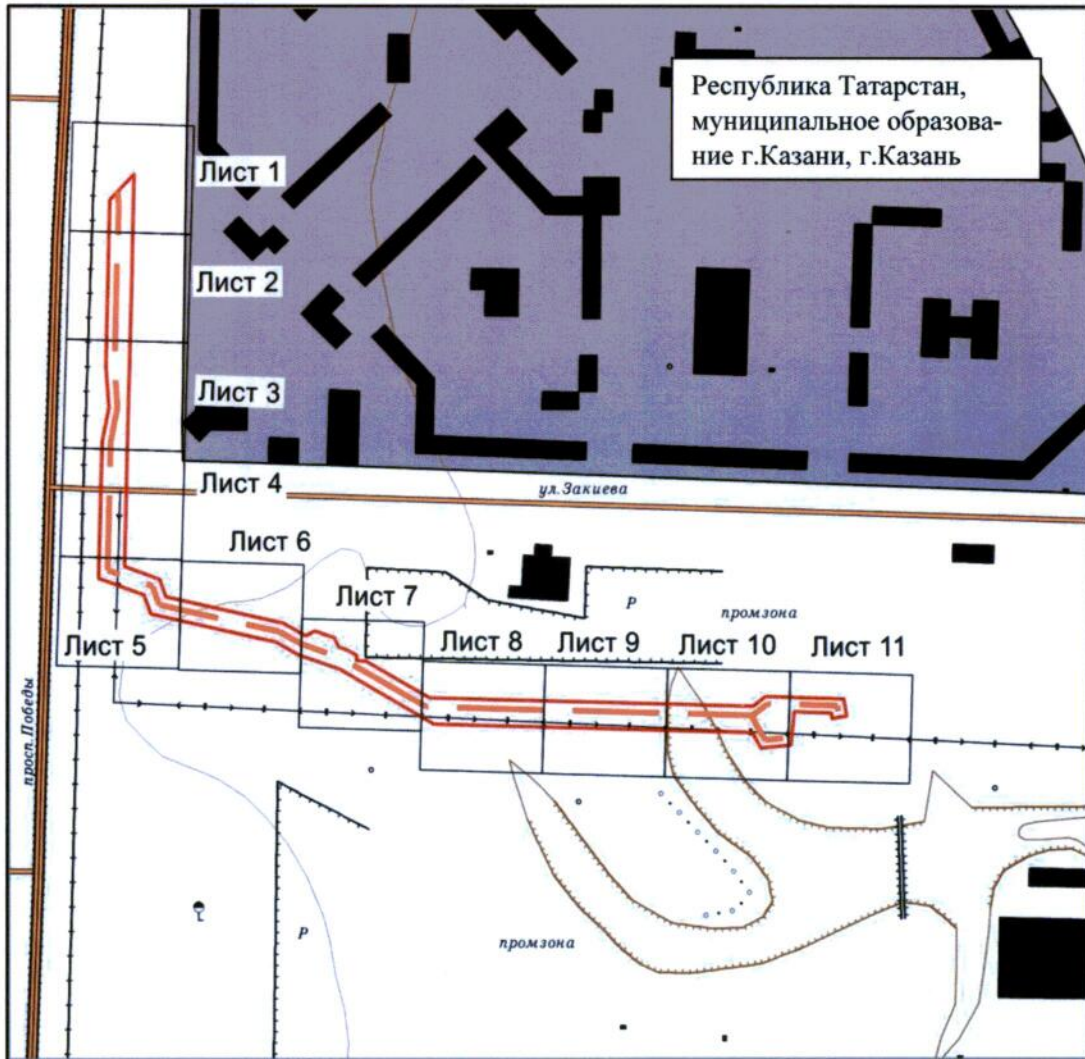 Республика Татарстан,
муниципальное образова-
ние г.Казани, г.Казань
Лист 1
Лист 2
Лист 3
Лист 4
ул.Закиева
Лист 6
Лист 7
Р
промзона
Лист 5
Лист 8
Лист 9
Лист 10
Лист 11
просп.Победы
Р
промзона